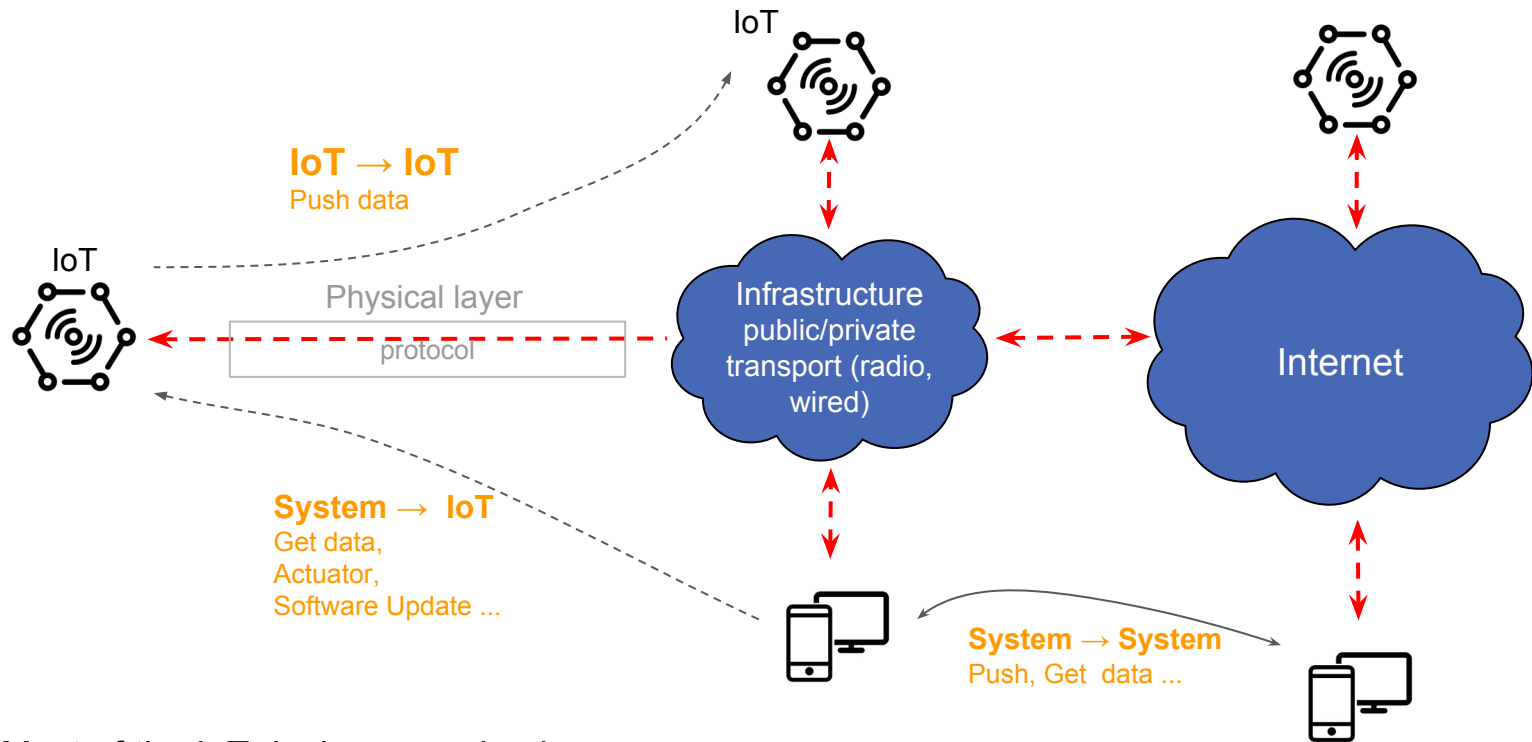 IoT
IoT → IoT
Push data
IoT
Physical layer
protocol
Infrastructure
public/private
transport (radio,
wired)
Internet
System → IoT
Get data,
Actuator,
Software Update ...
System → System
Push, Get data ...